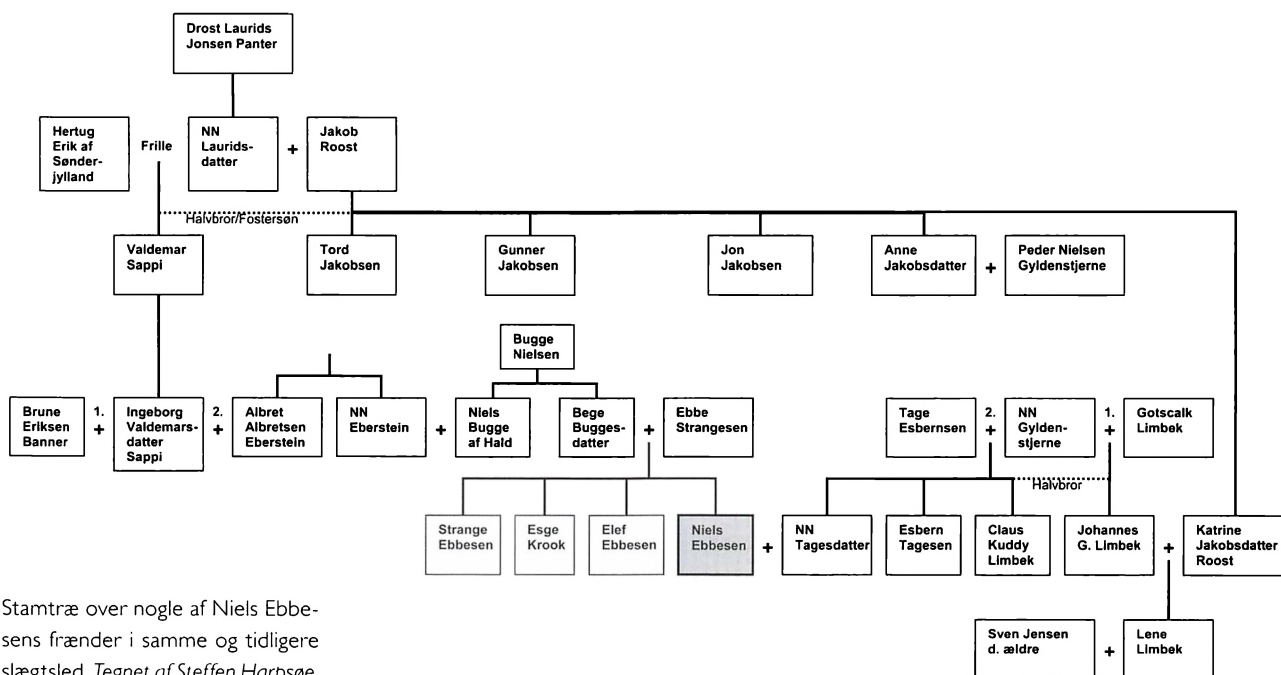 Drost Laurids
Jonsen Panter
Hertug
Erik af
Sønder-
jylland
Frille
NN
Laurids-
datter
+
Jakob
Roost
Halvbror/Fostersøn
Valdemar
Sappi
Tord
Jakobsen
Gunner
Jakobsen
Jon
Jakobsen
Anne
Jakobsdatter
+
Peder Nielsen
Gyldenstjerne
Bugge
Nielsen
Brune
Eriksen
Banner
1.
+
Ingeborg
Valdemars-
datter
Sappi
2.
+
Albret
Albretsen
Eberstein
NN
Eberstein
+
Niels
Bugge
af Hald
Bege
Bugges-
datter
+
Ebbe
Strangesen
Tage
Esbernsen
2.
+
NN
Gylden-
stjerne
1.
+
Gotscalk
Limbek
Halvbror
Strange
Ebbesen
Esge
Krook
Elef
Ebbesen
Niels
Ebbesen
+
NN
Tagesdatter
Esbern
Tagesen
Claus
Kuddy
Limbek
Johannes
G. Limbek
+
Katrine
Jakobsdatter
Roost
Sven Jensen
d. ældre
+
Lene
Limbek
Stamtræ over nogle af Niels Ebbe-
sens frænder i samme og tidligere
slægtsled. Tegnet af Steffen Harpsøe.